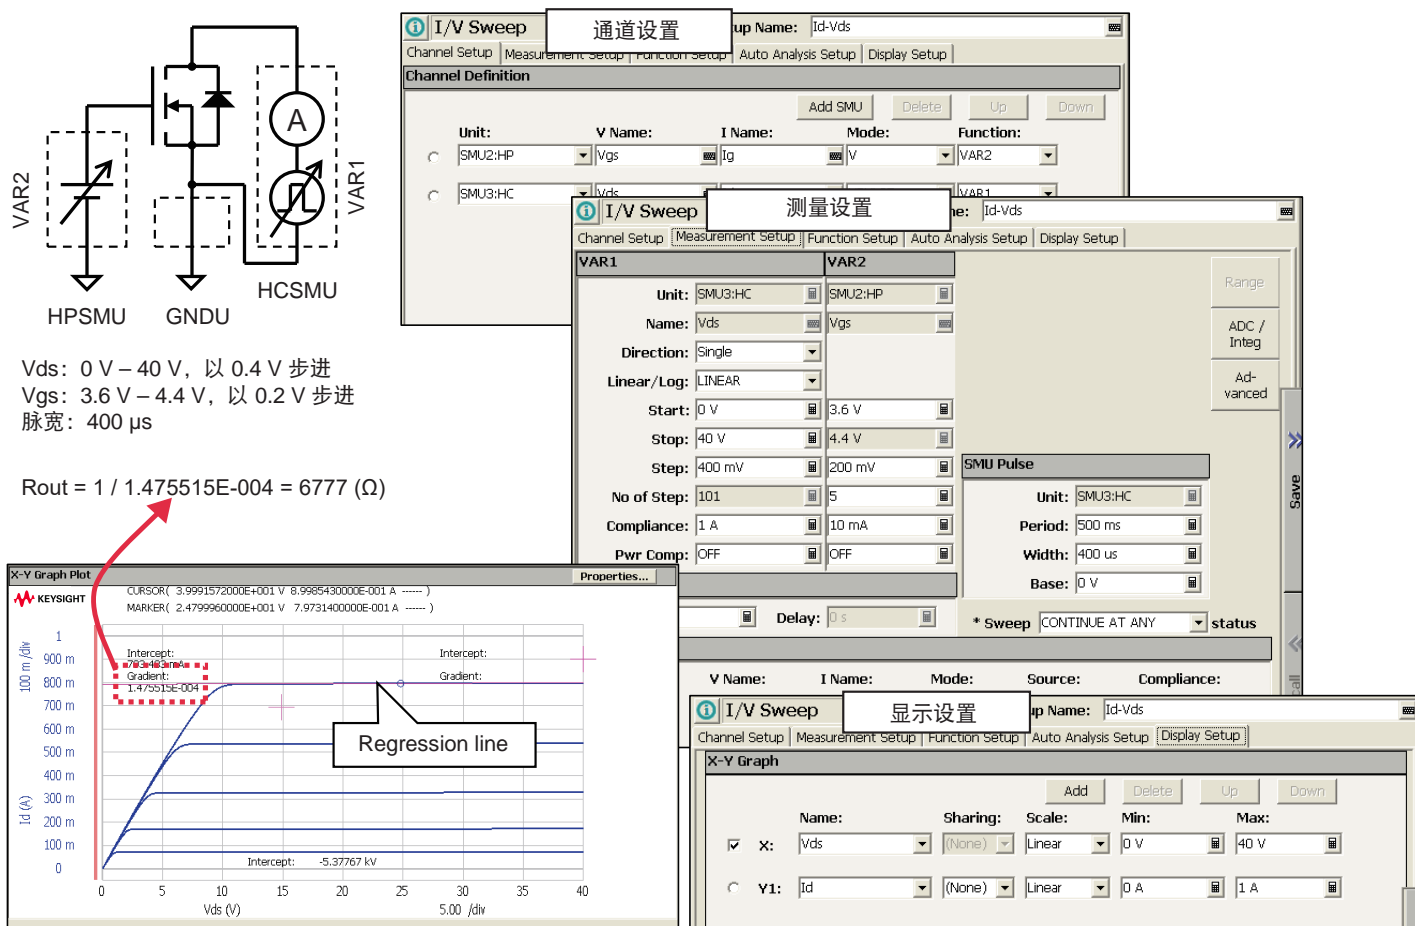 VAR2
A
VAR1
HPSMU
GNDU
HCSMU
Vds：0 V – 40 V，以 0.4 V 步进
Vgs：3.6 V – 4.4 V，以 0.2 V 步进
脉宽：400 µs
Rout = 1 / 1.475515E-004 = 6777 (Ω)
I/V Sweep
通道设置
up Name: Id-Vds
Channel Setup Measurement Setup Function Setup Auto Analysis Setup Display Setup
Channel Definition
Add SMU Delete Up Down
Unit: V Name: I Name: Mode: Function:
SMU2:HP Vgs Ig V VAR2
SMU3:HC Vds VAR1
I/V Sweep
测量设置
ne: Id-Vds
Channel Setup Measurement Setup Function Setup Auto Analysis Setup Display Setup
VAR1 VAR2
Unit: SMU3:HC SMU2:HP
Name: Vds Vgs
Direction: Single
Linear/Log: LINEAR
Start: 0 V 3.6 V
Stop: 40 V 4.4 V
Step: 400 mV 200 mV
No of Step: 101 5
Compliance: 1 A 10 mA
Pwr Comp: OFF OFF
Range
ADC /
Integ
Ad-
vanced
SMU Pulse
Unit: SMU3:HC
Period: 500 ms
Width: 400 us
Base: 0 V
Delay: 0 s
* Sweep CONTINUE AT ANY status
Save
V Name: I Name: Mode: Source: Compliance:
I/V Sweep
显示设置
up Name: Id-Vds
Channel Setup Measurement Setup Function Setup Auto Analysis Setup Display Setup
X-Y Graph
Add Delete Up Down
Name: Sharing: Scale: Min: Max:
X: Vds (None) Linear 0 V 40 V
Y1: Id (None) Linear 0 A 1 A
X-Y Graph Plot
Properties...
KEYSIGHT
CURSOR( 3.9991572000E+001 V 8.9985430000E-001 A ------ )
MARKER( 2.4799960000E+001 V 7.9731400000E-001 A ------ )
Intercept:
Gradient:
1.475515E-004
Intercept:
Gradient:
Regression line
Intercept: -5.37767 kV
100 m /div
Id (A)
1
900 m
800 m
700 m
600 m
500 m
400 m
300 m
200 m
100 m
0
0 5 10 15 20 25 30 35 40
Vds (V)
5.00 /div